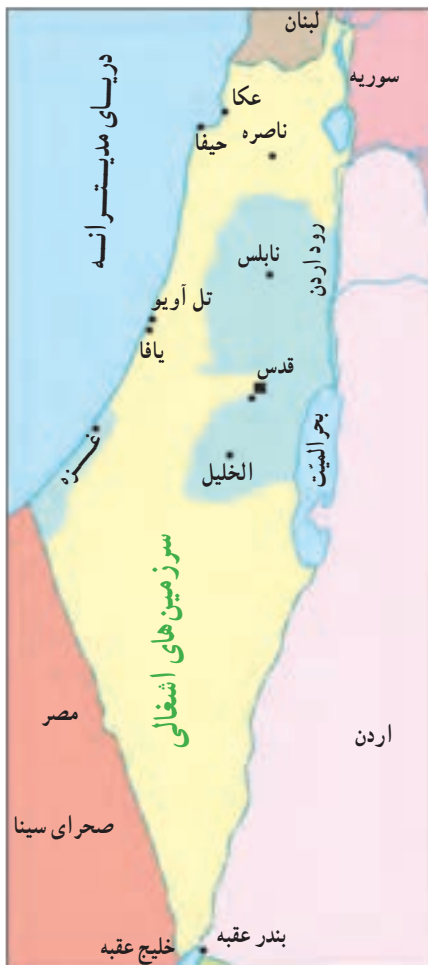 لبنان
سوریه
دریای مدیترانه
عکا
ناصره
حیفا
نابلس
رود اردن
تل آویو
یافا
قدس
غزه
الخلیل
بحرالمیّت
سرزمین‌های اشغالی
مصر
اردن
صحرای سینا
بندر عقبه
خلیج عقبه